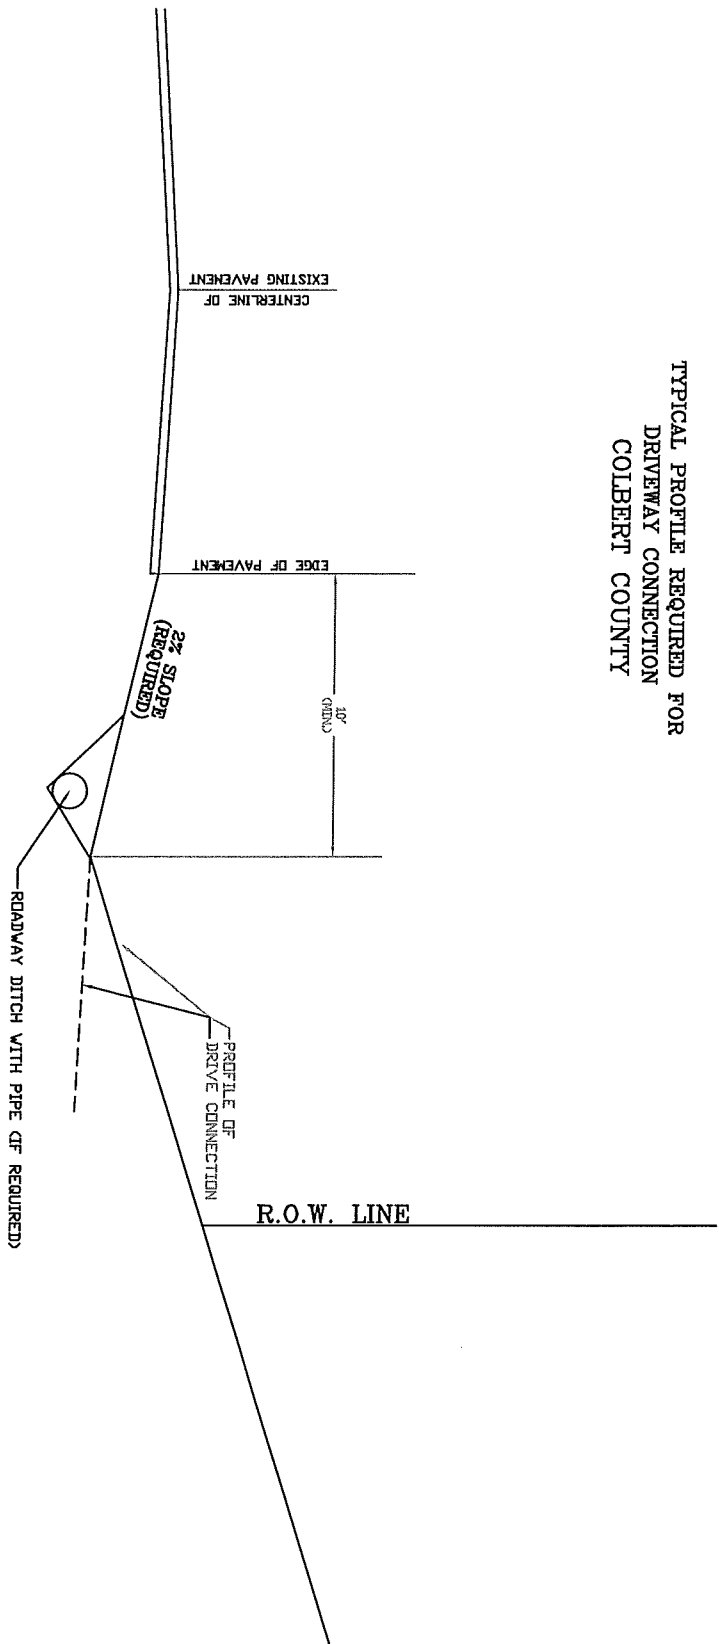 TYPICAL PROFILE REQUIRED FOR
DRIVEWAY CONNECTION
COLBERT COUNTY
CENTERLINE OF
EXISTING PAVEMENT
EDGE OF PAVEMENT
10'
(MIN.)
2% SLOPE
(REQUIRED)
PROFILE OF
DRIVE CONNECTION
R.O.W. LINE
ROADWAY DITCH WITH PIPE (IF REQUIRED)